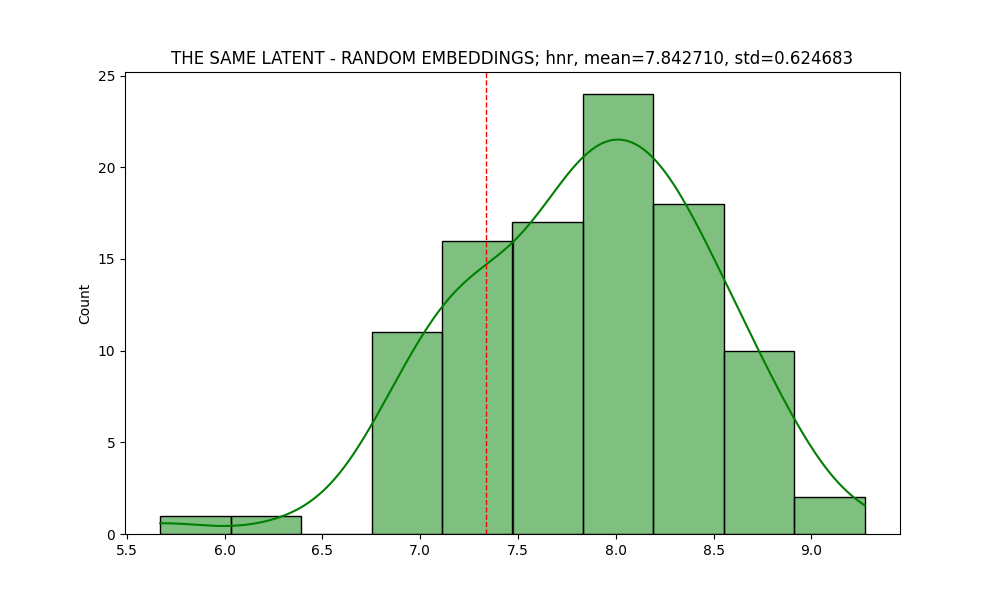 THE SAME LATENT - RANDOM EMBEDDINGS; hnr, mean=7.842710, std=0.624683
25
20
15
10
5
0
Count
5.5 6.0 6.5 7.0 7.5 8.0 8.5 9.0